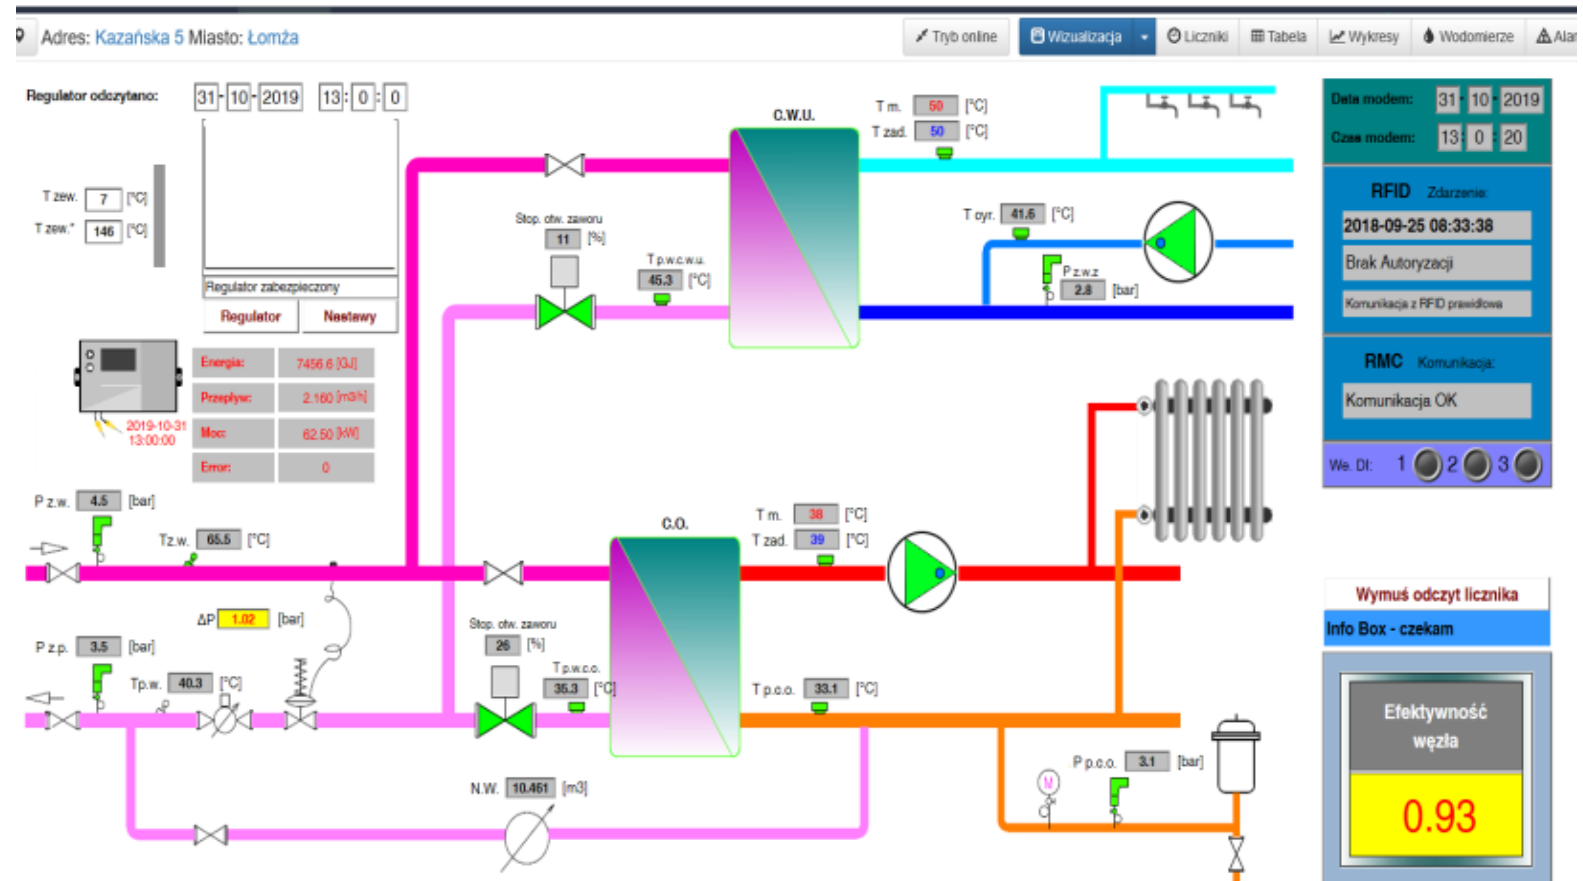 Adres: Kazańska 5 Miasto: Łomża
Tryb online
Wizualizacja
Liczniki
Tabela
Wykresy
Wodomierze
Regulator odczytano: 31-10-2019 13:0:0
T zew. 7 [°C]
T zew.* 146 [°C]
Regulator zabezpieczony
Regulator
Nastawy
Energia: 7456.6 [GJ]
Przepływ: 2.160 [m3/h]
Moc: 62.50 [kW]
Error: 0
2019-10-31
13:00:00
C.W.U.
T m. 50 [°C]
T zad. 50 [°C]
Stop. otw. zaworu
11 [%]
T p.w.c.w.u.
45.3 [°C]
T cyr. 41.6 [°C]
P z.w.z
2.8 [bar]
P z.w. 4.5 [bar]
Tz.w. 65.5 [°C]
ΔP 1.02 [bar]
P z.p. 3.5 [bar]
Tp.w. 40.3 [°C]
C.O.
T m. 38 [°C]
T zad. 39 [°C]
Stop. otw. zaworu
26 [%]
T p.w.c.o.
35.3 [°C]
T p.c.o. 33.1 [°C]
N.W. 10.461 [m3]
M
P p.c.o. 3.1 [bar]
Data modem: 31-10-2019
Czas modem: 13:0:20
RFID Zdarzenie:
2018-09-25 08:33:38
Brak Autoryzacji
Komunikacja z RFID prawidłowa
RMC Komunikacja:
Komunikacja OK
We. DI: 1 2 3
Wymuś odczyt licznika
Info Box - czekam
Efektywność
węzła
0.93